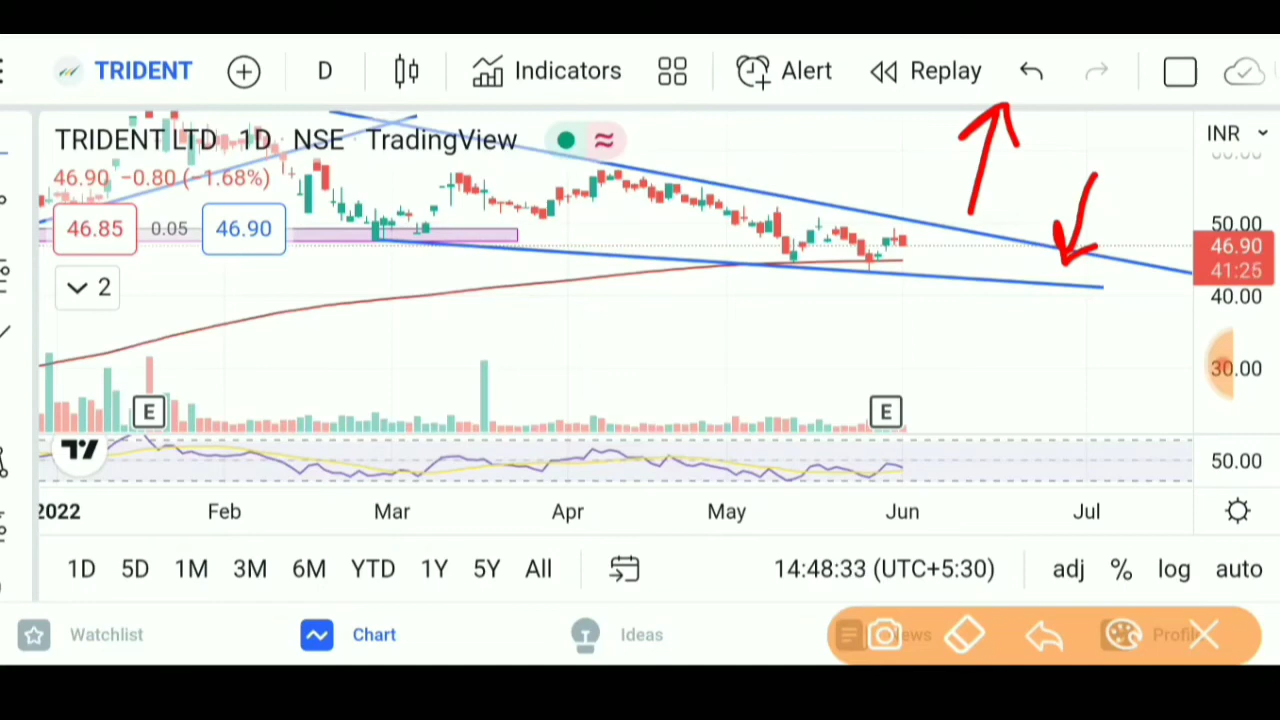 TRIDENT D Indicators Alert Replay
TRIDENT LTD 1D NSE TradingView
INR
46.90 −0.80 (−1.68%)
46.85 0.05 46.90
50.00
46.90
41:25
2
40.00
30.00
E E
50.00
2022 Feb Mar Apr May Jun Jul
1D 5D 1M 3M 6M YTD 1Y 5Y All 14:48:33 (UTC+5:30) adj % log auto
Watchlist Chart Ideas